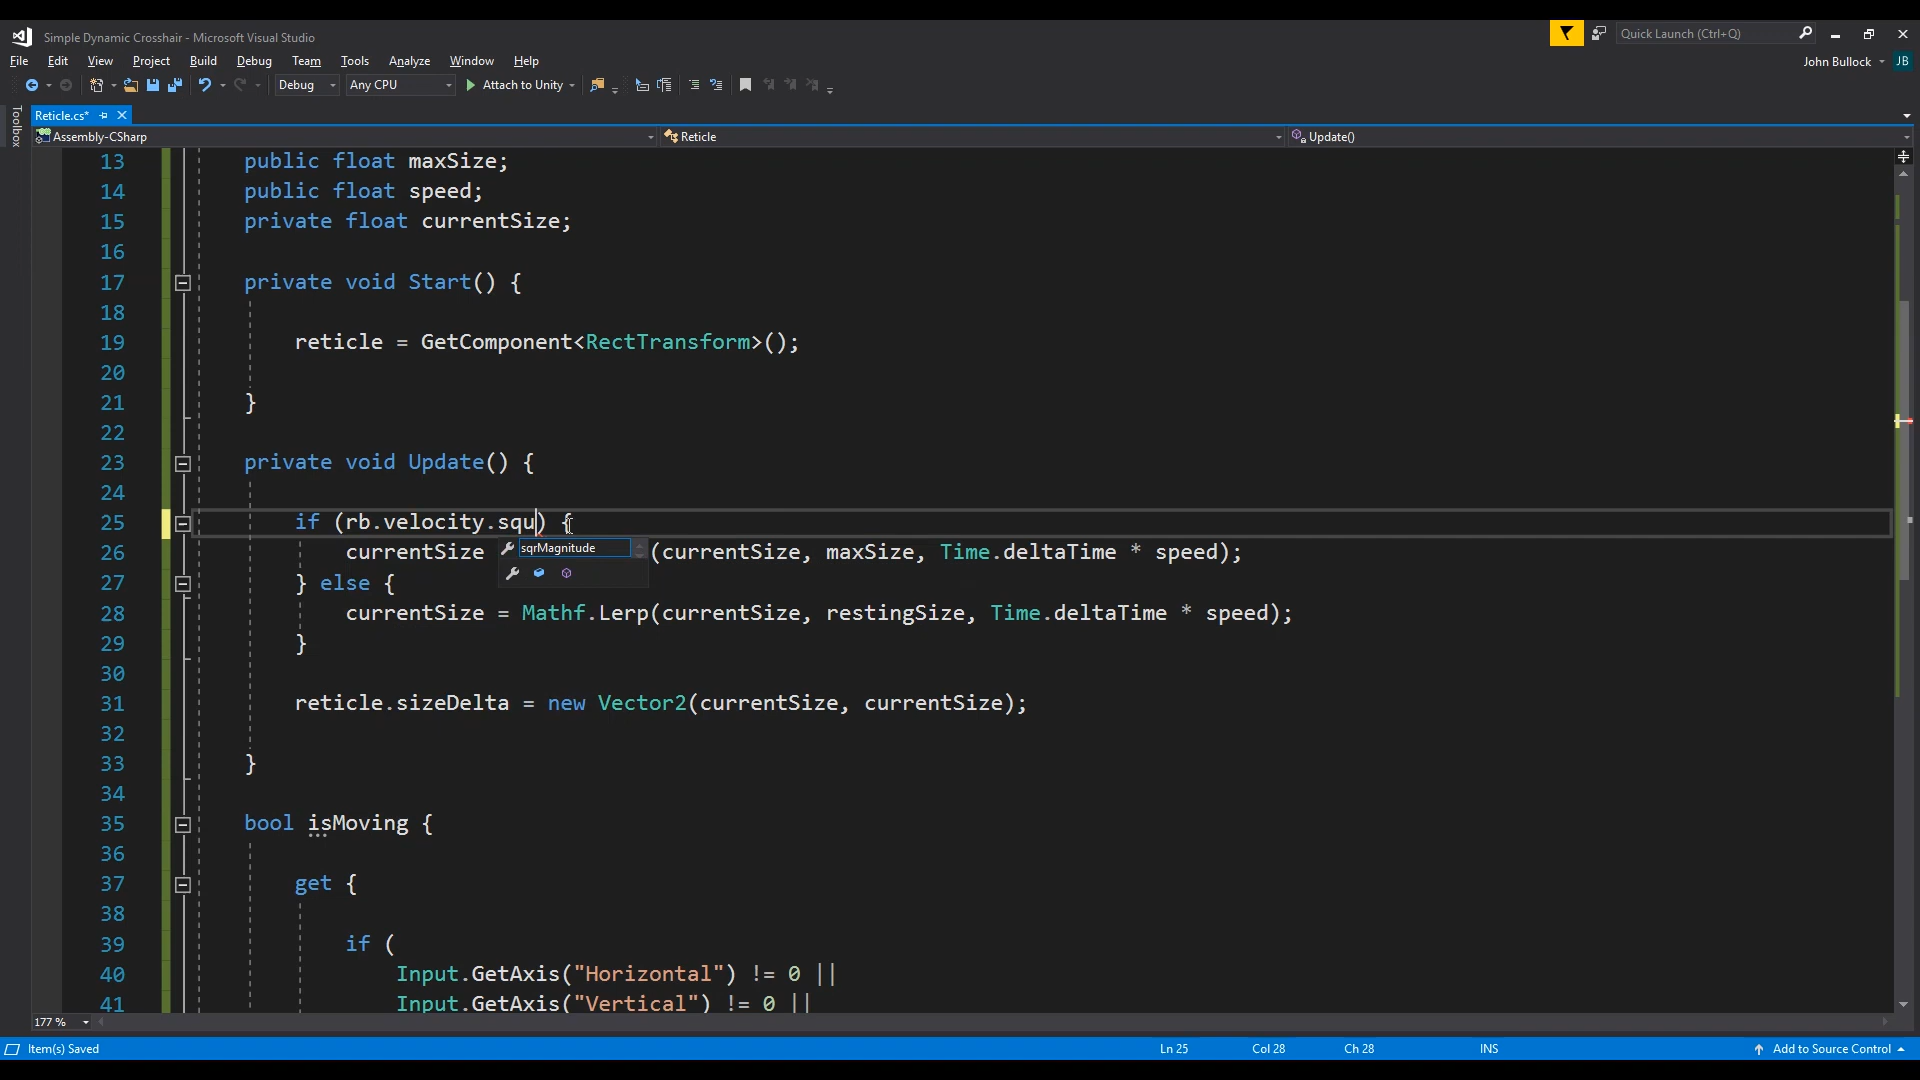 Simple Dynamic Crosshair - Microsoft Visual Studio
Quick Launch (Ctrl+Q)
File Edit View Project Build Debug Team Tools Analyze Window Help
John Bullock JB
Debug Any CPU Attach to Unity
Toolbox
Reticle.cs*
Assembly-CSharp Reticle Update()
13 public float maxSize;
14 public float speed;
15 private float currentSize;
16
17 private void Start() {
18
19 reticle = GetComponent<RectTransform>();
20
21 }
22
23 private void Update() {
24
25 if (rb.velocity.squ) {
sqrMagnitude
26 currentSize (currentSize, maxSize, Time.deltaTime * speed);
27 } else {
28 currentSize = Mathf.Lerp(currentSize, restingSize, Time.deltaTime * speed);
29 }
30
31 reticle.sizeDelta = new Vector2(currentSize, currentSize);
32
33 }
34
35 bool isMoving {
36
37 get {
38
39 if (
40 Input.GetAxis("Horizontal") != 0 ||
41 Input.GetAxis("Vertical") != 0 ||
177 %
Item(s) Saved Ln 25 Col 28 Ch 28 INS Add to Source Control